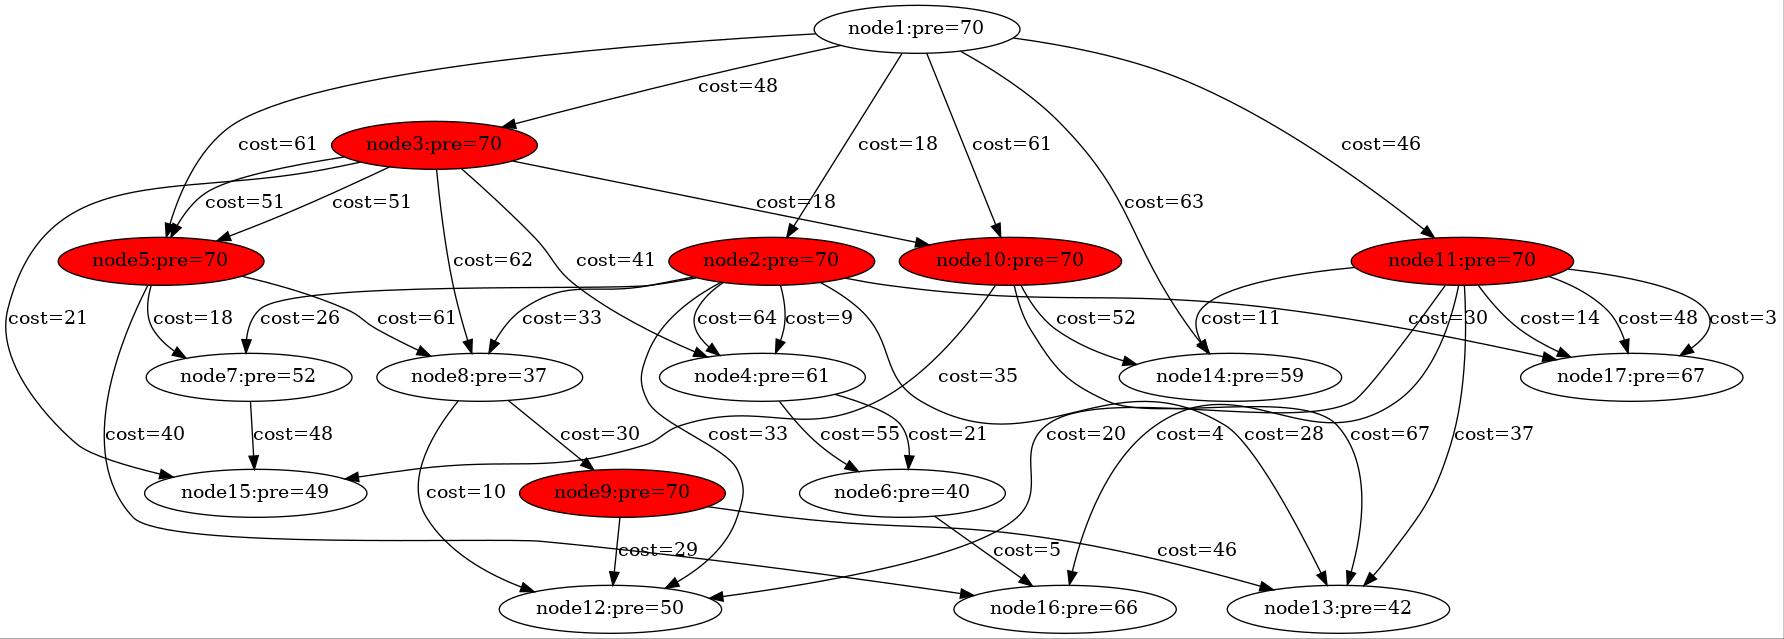 node1:pre=70
cost=48
cost=61
node3:pre=70
cost=18
cost=61
cost=46
cost=51
cost=51
cost=18
cost=63
node5:pre=70
cost=62
cost=41
node2:pre=70
node10:pre=70
node11:pre=70
cost=21
cost=18
cost=26
cost=61
cost=33
cost=64
cost=9
cost=52
cost=11
cost=30
cost=14
cost=48
cost=3
node7:pre=52
node8:pre=37
node4:pre=61
cost=35
node14:pre=59
node17:pre=67
cost=40
cost=48
cost=30
cost=33
cost=55
cost=21
cost=20
cost=4
cost=28
cost=67
cost=37
node15:pre=49
cost=10
node9:pre=70
node6:pre=40
cost=29
cost=5
cost=46
node12:pre=50
node16:pre=66
node13:pre=42